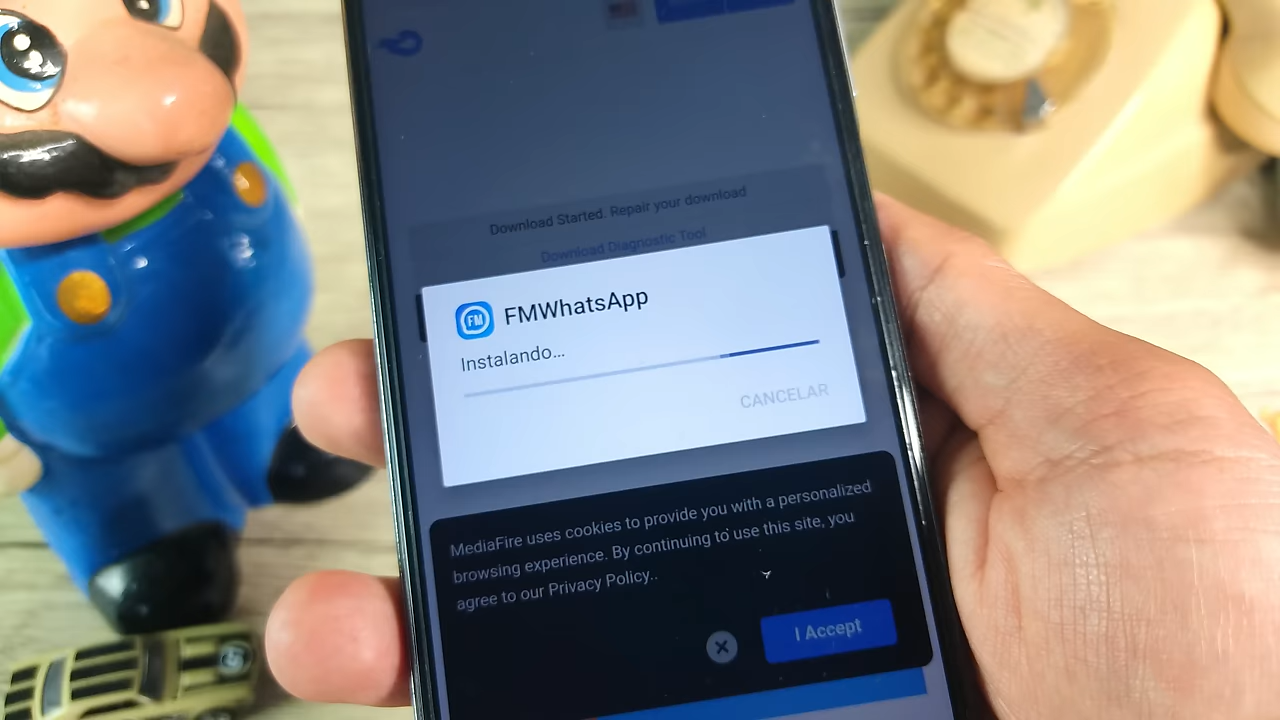 Download Started. Repair your download
Download Diagnostic Tool
FM
FMWhatsApp
Instalando...
CANCELAR
MediaFire uses cookies to provide you with a personalized
browsing experience. By continuing to use this site, you
agree to our Privacy Policy..
I Accept